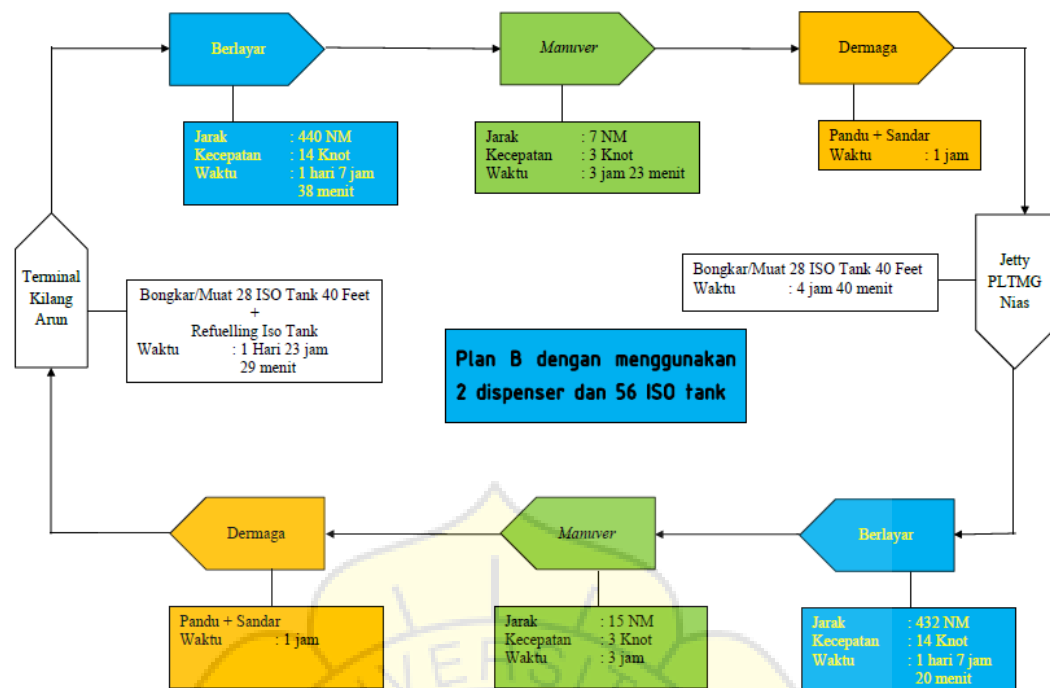 Berlayar
Manuver
Dermaga
Jarak : 440 NM
Kecepatan : 14 Knot
Waktu : 1 hari 7 jam
38 menit
Jarak : 7 NM
Kecepatan : 3 Knot
Waktu : 3 jam 23 menit
Pandu + Sandar
Waktu : 1 jam
Terminal
Kilang
Arun
Bongkar/Muat 28 ISO Tank 40 Feet
+
Refuelling Iso Tank
Waktu : 1 Hari 23 jam
29 menit
Bongkar/Muat 28 ISO Tank 40 Feet
Waktu : 4 jam 40 menit
Jetty
PLTMG
Nias
Plan B dengan menggunakan
2 dispenser dan 56 ISO tank
Dermaga
Manuver
Berlayar
Pandu + Sandar
Waktu : 1 jam
Jarak : 15 NM
Kecepatan : 3 Knot
Waktu : 3 jam
Jarak : 432 NM
Kecepatan : 14 Knot
Waktu : 1 hari 7 jam
20 menit